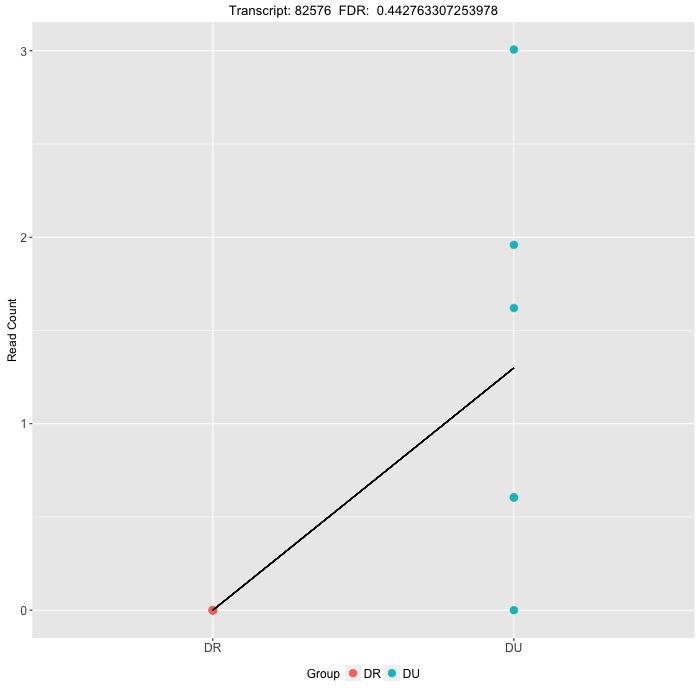 Transcript: 82576  FDR:  0.442763307253978
3
2
1
0
Read Count
DR DU
Group DR DU